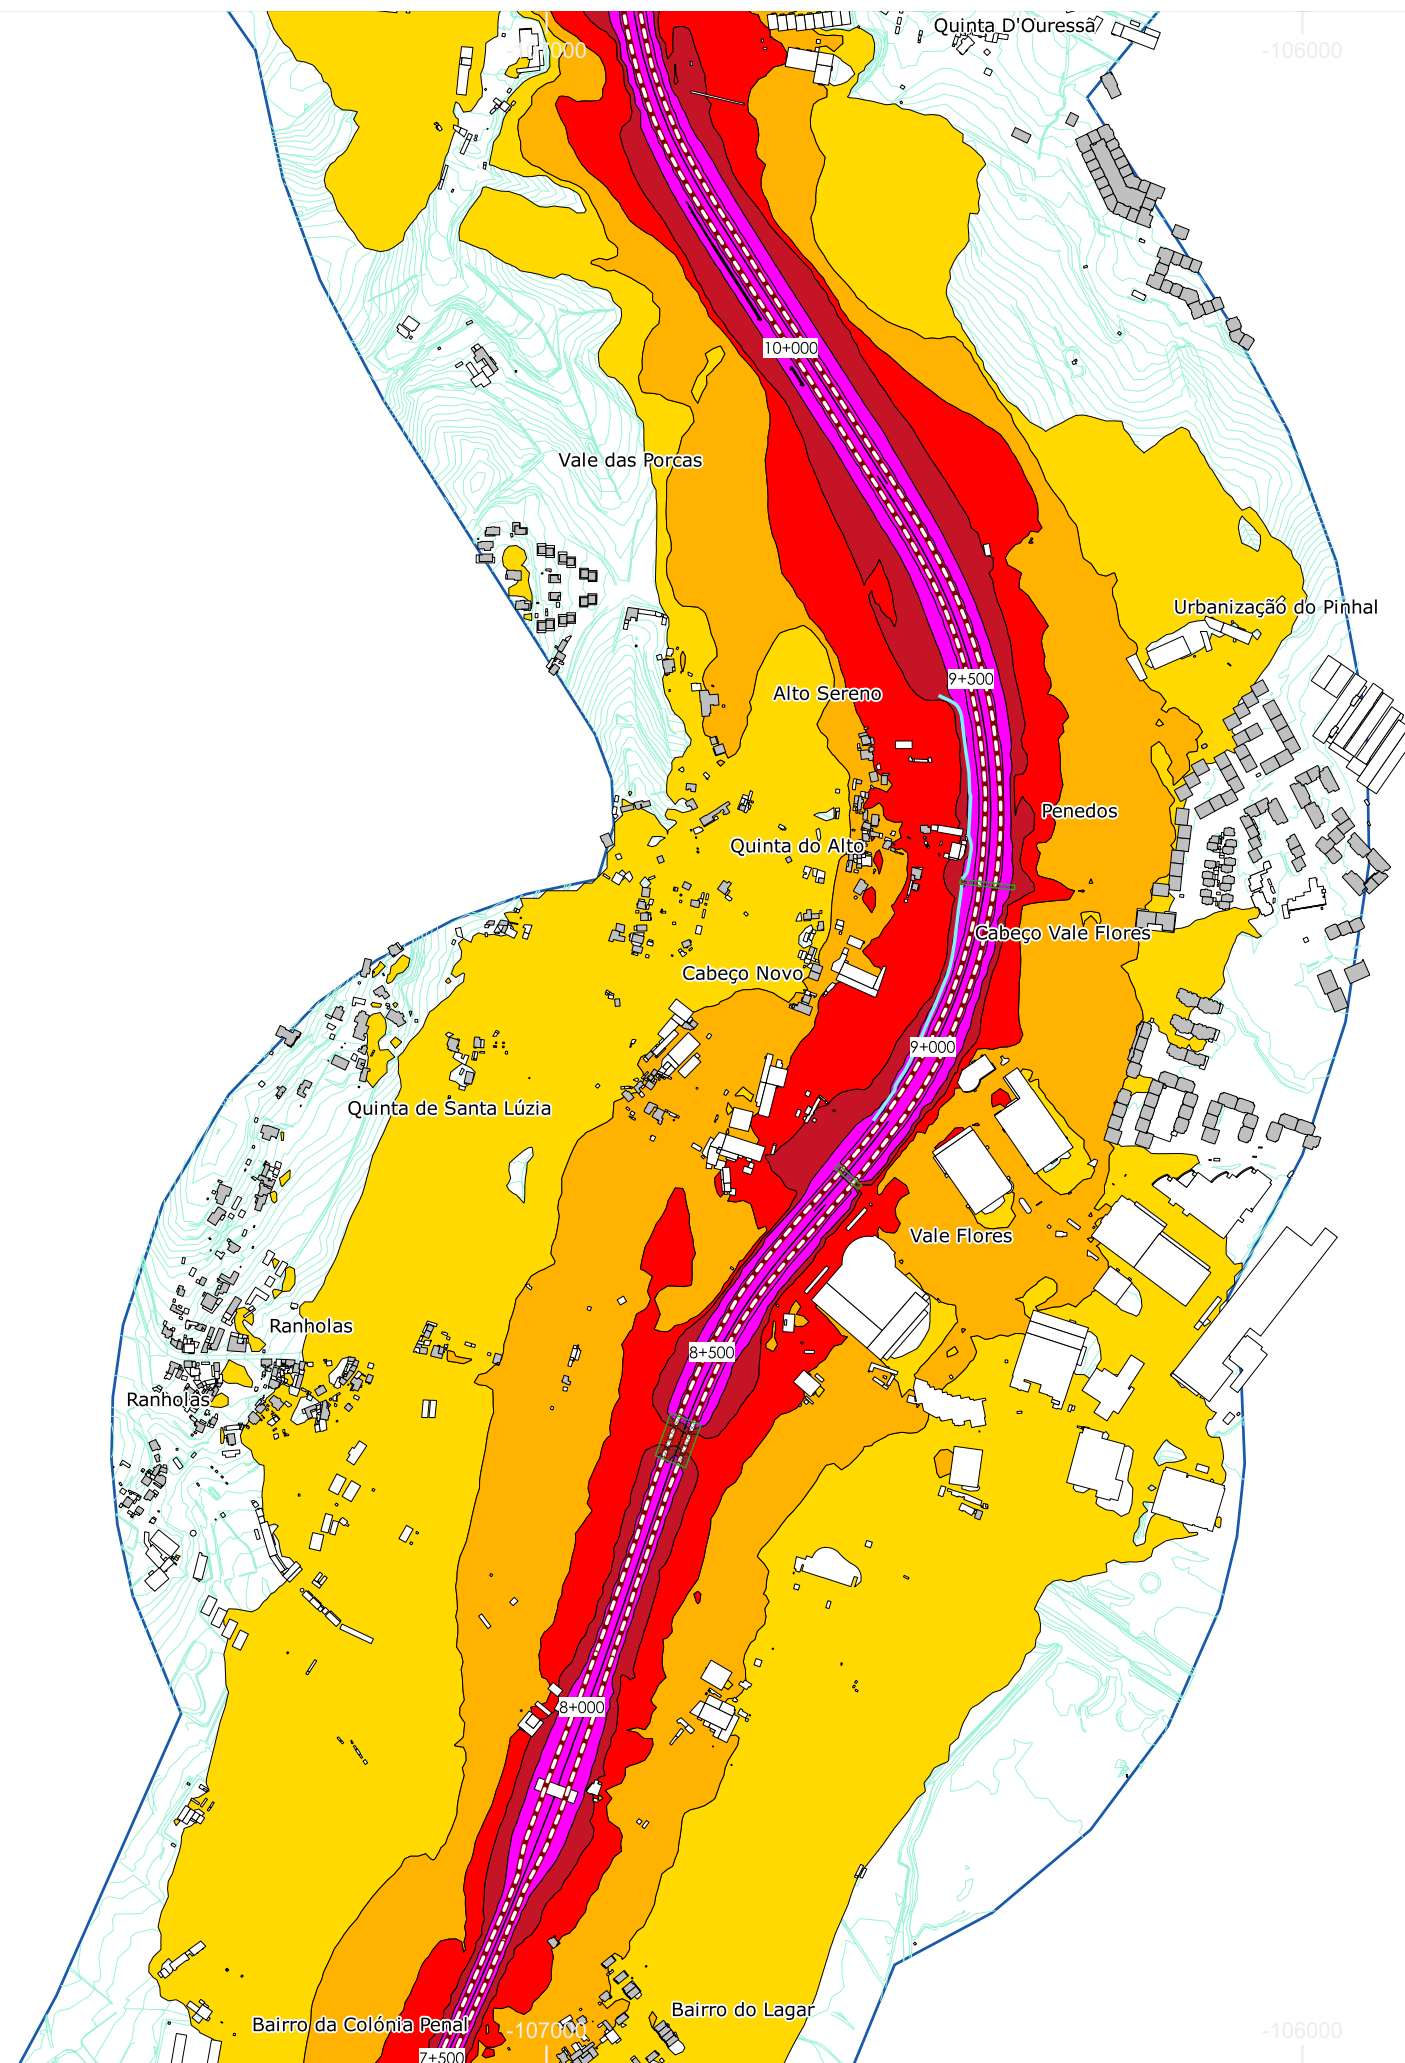 Quinta D'Ouressã
-107000
-106000
10+000
Vale das Porcas
Urbanização do Pinhal
9+500
Alto Sereno
Penedos
Quinta do Alto
Cabeço Vale Flores
Cabeço Novo
9+000
Quinta de Santa Lúzia
Vale Flores
Ranholas
8+500
Ranholas
8+000
Bairro do Lagar
Bairro da Colónia Penal
-107000
-106000
7+500